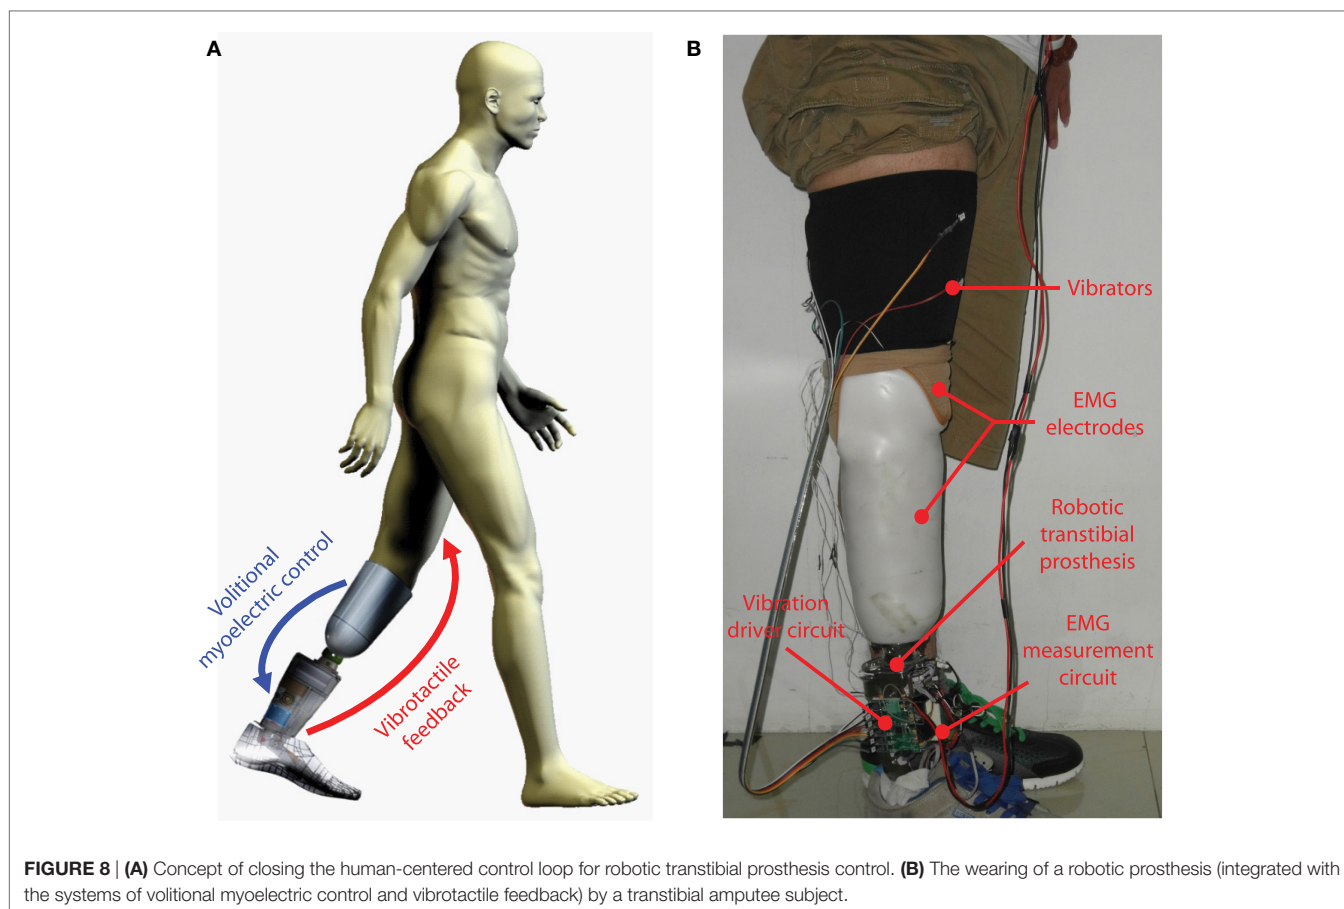 A
B
Volitional
myoelectric control
Vibrotactile
feedback
Vibrators
EMG
electrodes
Robotic
transtibial
prosthesis
Vibration
driver circuit
EMG
measurement
circuit
FIGURE 8 | (A) Concept of closing the human-centered control loop for robotic transtibial prosthesis control. (B) The wearing of a robotic prosthesis (integrated with
the systems of volitional myoelectric control and vibrotactile feedback) by a transtibial amputee subject.